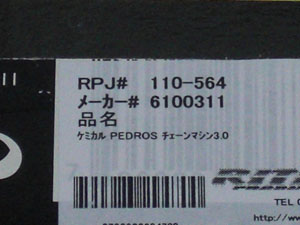 RPJ# 110-564
メーカー# 6100311
品名
ケミカル PEDROS チェーンマシン3.0
TEL
http://www